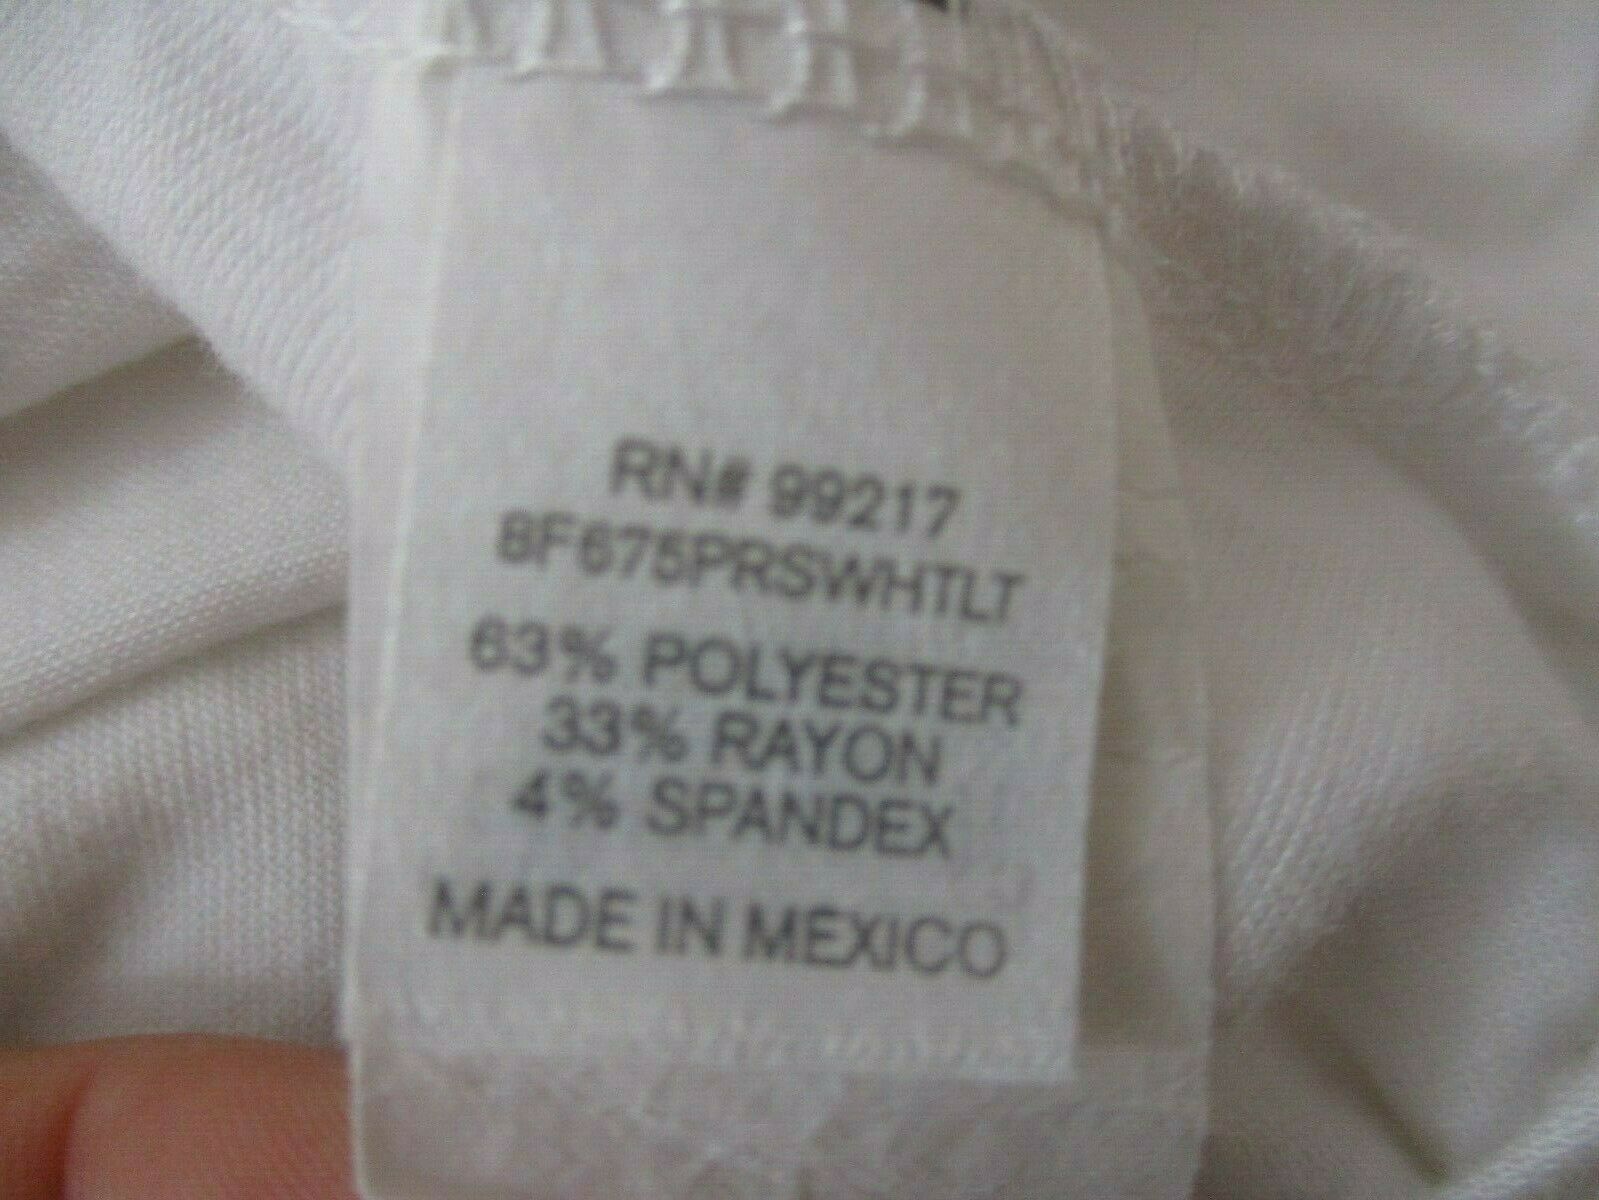 RN# 99217
8F675PRSWHTLT
63% POLYESTER
33% RAYON
4% SPANDEX
MADE IN MEXICO